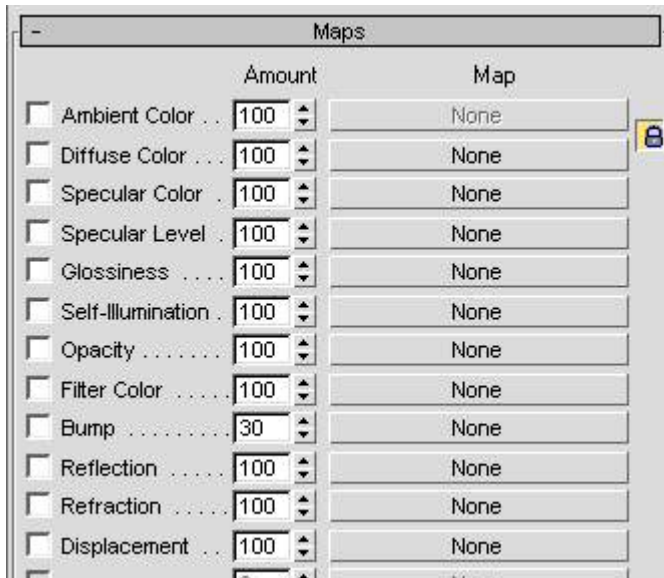 - Maps
Amount Map
Ambient Color . . 100 None
Diffuse Color . . . 100 None
Specular Color . 100 None
Specular Level . 100 None
Glossiness . . . . 100 None
Self-Illumination . 100 None
Opacity . . . . . . . 100 None
Filter Color . . . . . 100 None
Bump . . . . . . . . . 30 None
Reflection . . . . . 100 None
Refraction . . . . . 100 None
Displacement . . 100 None